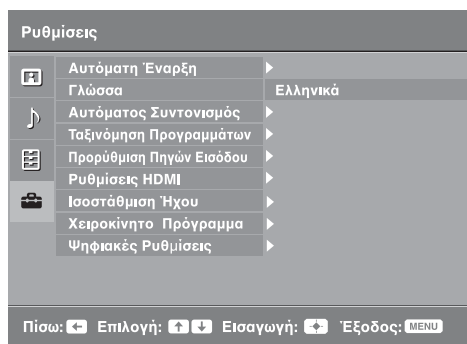 Ρυθμίσεις
Αυτόματη Έναρξη
Γλώσσα Ελληνικά
Αυτόματος Συντονισμός
Ταξινόμηση Προγραμμάτων
Προρύθμιση Πηγών Εισόδου
Ρυθμίσεις HDMI
Ισοστάθμιση Ήχου
Χειροκίνητο Πρόγραμμα
Ψηφιακές Ρυθμίσεις
Πίσω: Επιλογή: Εισαγωγή: Έξοδος: MENU